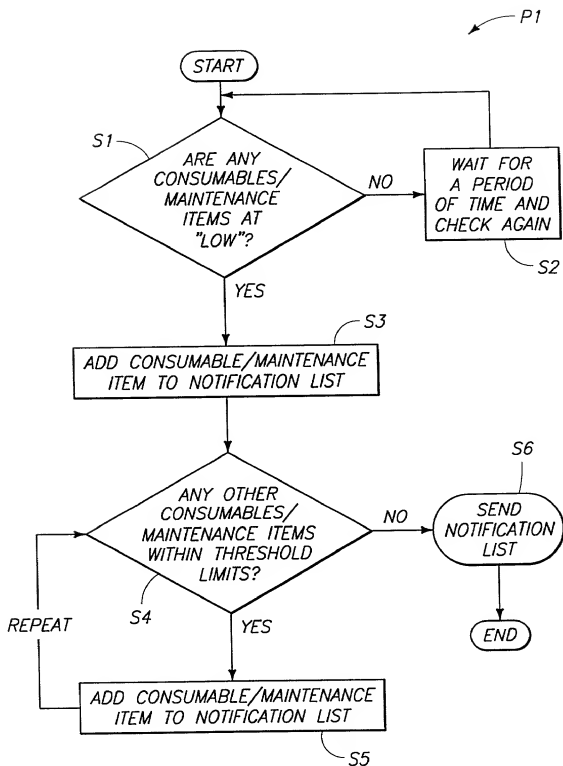 P1
START
S1
ARE ANY
CONSUMABLES/
MAINTENANCE
ITEMS AT
"LOW"?
NO
WAIT FOR
A PERIOD
OF TIME AND
CHECK AGAIN
S2
YES
S3
ADD CONSUMABLE/MAINTENANCE
ITEM TO NOTIFICATION LIST
S6
ANY OTHER
CONSUMABLES/
MAINTENANCE ITEMS
WITHIN THRESHOLD
LIMITS?
NO
SEND
NOTIFICATION
LIST
S4
REPEAT
YES
END
ADD CONSUMABLE/MAINTENANCE
ITEM TO NOTIFICATION LIST
S5